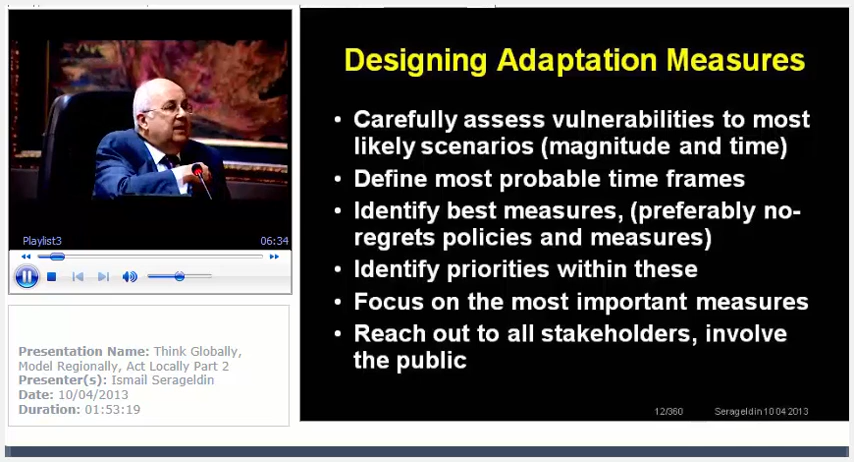 Playlist3
06:34
Presentation Name: Think Globally,
Model Regionally, Act Locally Part 2
Presenter(s): Ismail Serageldin
Date: 10/04/2013
Duration: 01:53:19
Designing Adaptation Measures
• Carefully assess vulnerabilities to most
likely scenarios (magnitude and time)
• Define most probable time frames
• Identify best measures, (preferably no-
regrets policies and measures)
• Identify priorities within these
• Focus on the most important measures
• Reach out to all stakeholders, involve
the public
12/360
Serageldin 10 04 2013